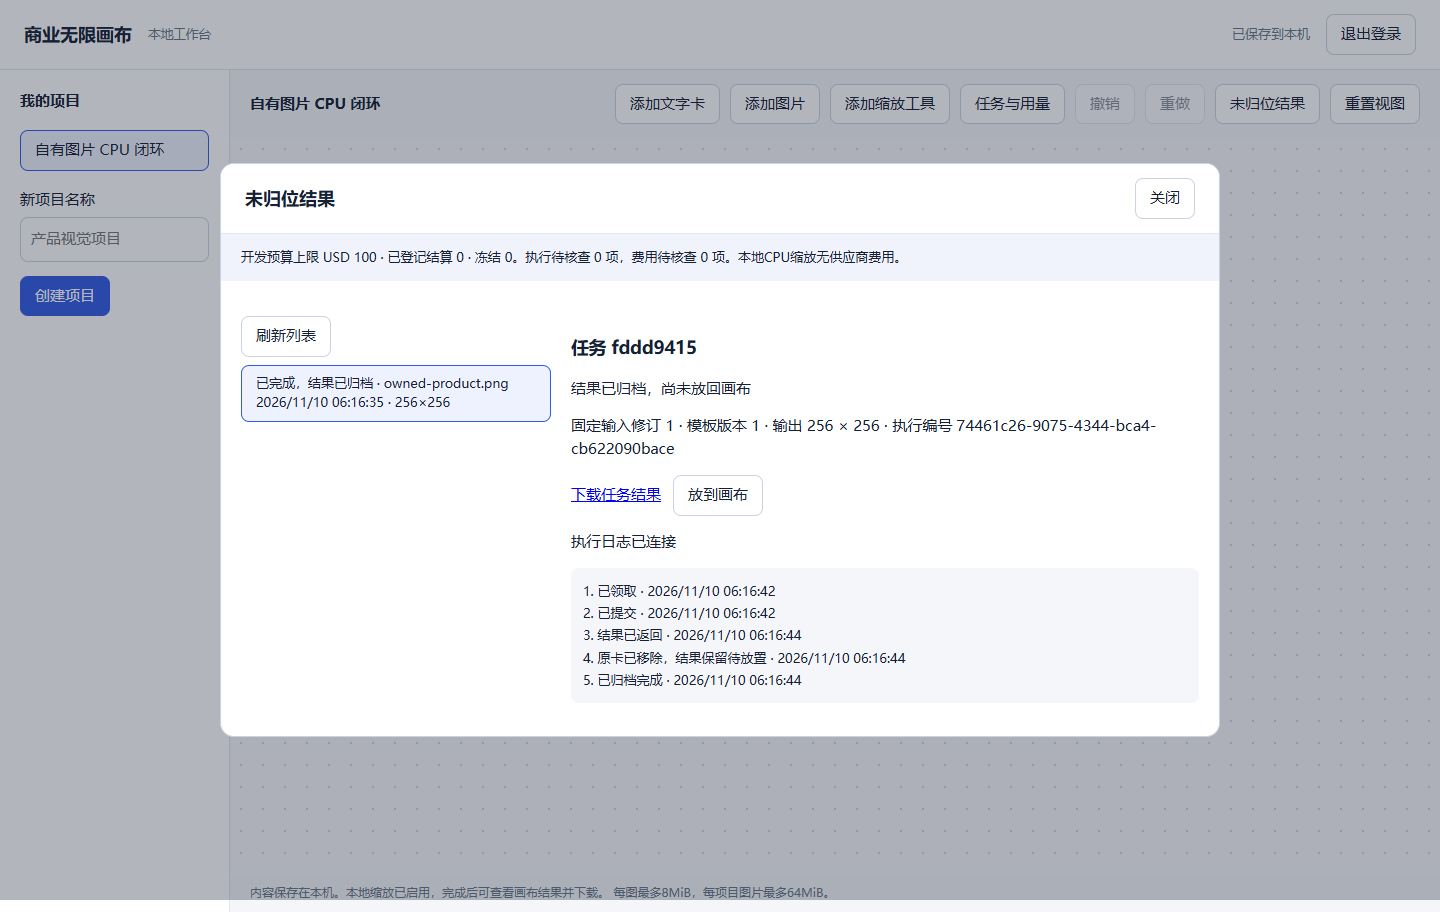 商业无限画布 本地工作台 已保存到本机 退出登录
我的项目
自有图片 CPU 闭环
新项目名称
产品视觉项目
创建项目
自有图片 CPU 闭环 添加文字卡 添加图片 添加缩放工具 任务与用量 撤销 重做 未归位结果 重置视图
未归位结果 关闭
开发预算上限 USD 100 · 已登记结算 0 · 冻结 0。执行待核查 0 项，费用待核查 0 项。本地CPU缩放无供应商费用。
刷新列表
已完成，结果已归档 · owned-product.png
2026/11/10 06:16:35 · 256×256
任务 fddd9415
结果已归档，尚未放回画布
固定输入修订 1 · 模板版本 1 · 输出 256 × 256 · 执行编号 74461c26-9075-4344-bca4-
cb622090bace
下载任务结果 放到画布
执行日志已连接
1. 已领取 · 2026/11/10 06:16:42
2. 已提交 · 2026/11/10 06:16:42
3. 结果已返回 · 2026/11/10 06:16:44
4. 原卡已移除，结果保留待放置 · 2026/11/10 06:16:44
5. 已归档完成 · 2026/11/10 06:16:44
内容保存在本机。本地缩放已启用，完成后可查看画布结果并下载。 每图最多8MiB，每项目图片最多64MiB。